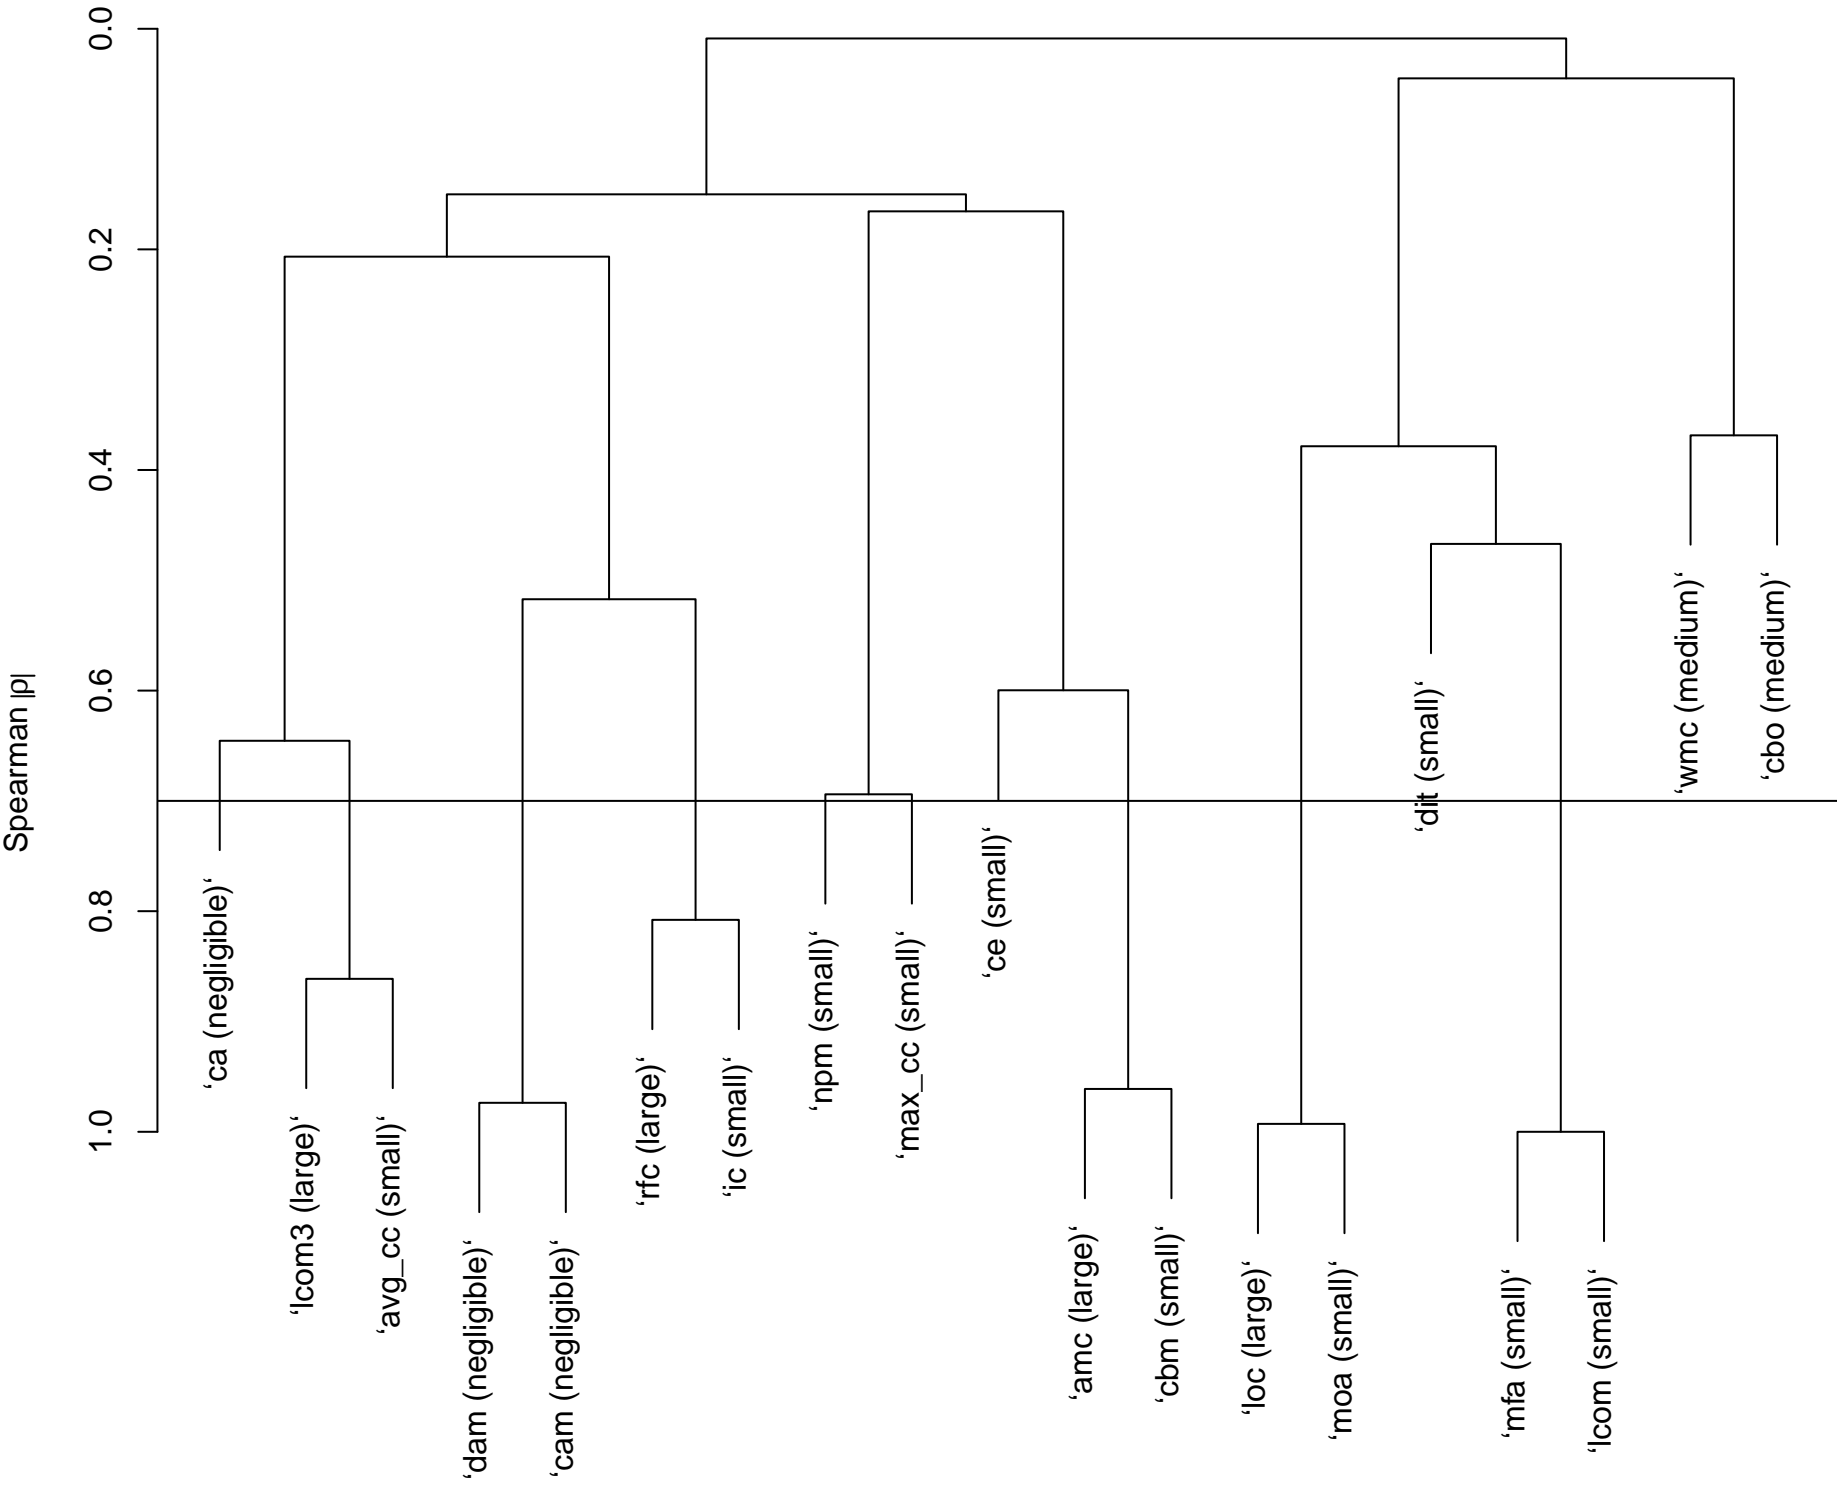 Spearman |ρ|
0.0
0.2
0.4
0.6
0.8
1.0
‘ca (negligible)‘
‘lcom3 (large)‘
‘avg_cc (small)‘
‘dam (negligible)‘
‘cam (negligible)‘
‘rfc (large)‘
‘ic (small)‘
‘npm (small)‘
‘max_cc (small)‘
‘ce (small)‘
‘amc (large)‘
‘cbm (small)‘
‘loc (large)‘
‘moa (small)‘
‘dit (small)‘
‘mfa (small)‘
‘lcom (small)‘
‘wmc (medium)‘
‘cbo (medium)‘